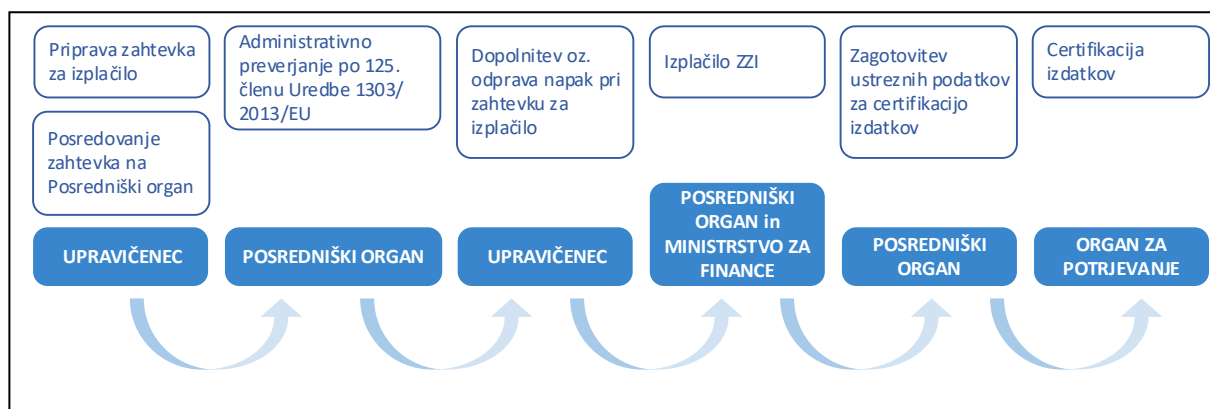 Priprava zahtevka
za izplačilo
Posredovanje
zahtevka na
Posredniški organ
UPRAVIČENEC
Administrativno
preverjanje po 125.
členu Uredbe 1303/
2013/EU
POSREDNIŠKI ORGAN
Dopolnitev oz.
odprava napak pri
zahtevku za
izplačilo
UPRAVIČENEC
Izplačilo ZZI
POSREDNIŠKI
ORGAN in
MINISTRSTVO ZA
FINANCE
Zagotovitev
ustreznih podatkov
za certifikacijo
izdatkov
POSREDNIŠKI
ORGAN
Certifikacija
izdatkov
ORGAN ZA
POTRJEVANJE